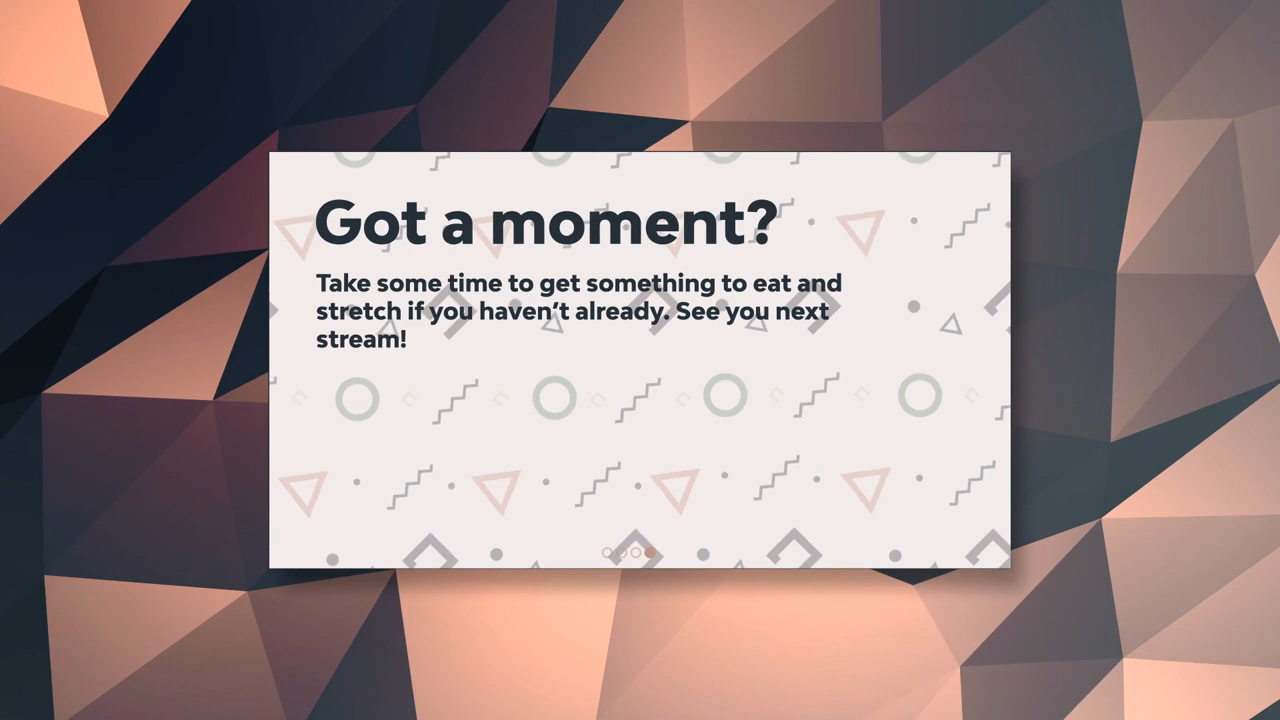 Got a moment?
Take some time to get something to eat and
stretch if you haven’t already. See you next
stream!